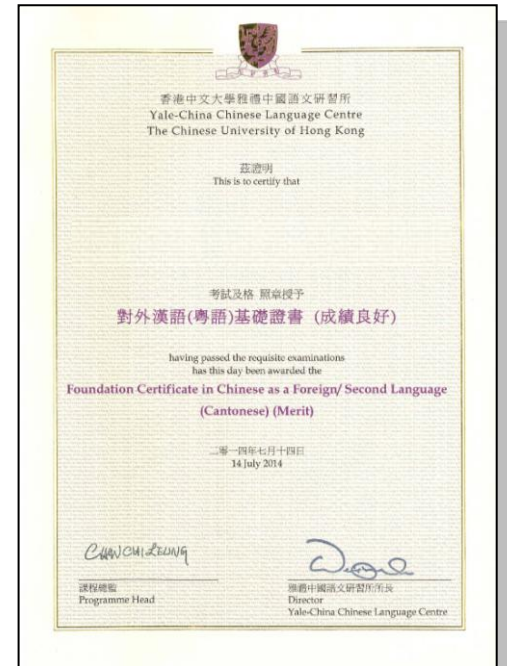 香港中文大學雅禮中國語文研習所
Yale-China Chinese Language Centre
The Chinese University of Hong Kong
茲證明
This is to certify that
考試及格 照章授予
對外漢語(粵語)基礎證書 (成績良好)
having passed the requisite examinations
has this day been awarded the
Foundation Certificate in Chinese as a Foreign/ Second Language
(Cantonese) (Merit)
二零一四年七月十四日
14 July 2014
CHAN CHI LEUNG
課程總監
Programme Head
雅禮中國語文研習所所長
Director
Yale-China Chinese Language Centre